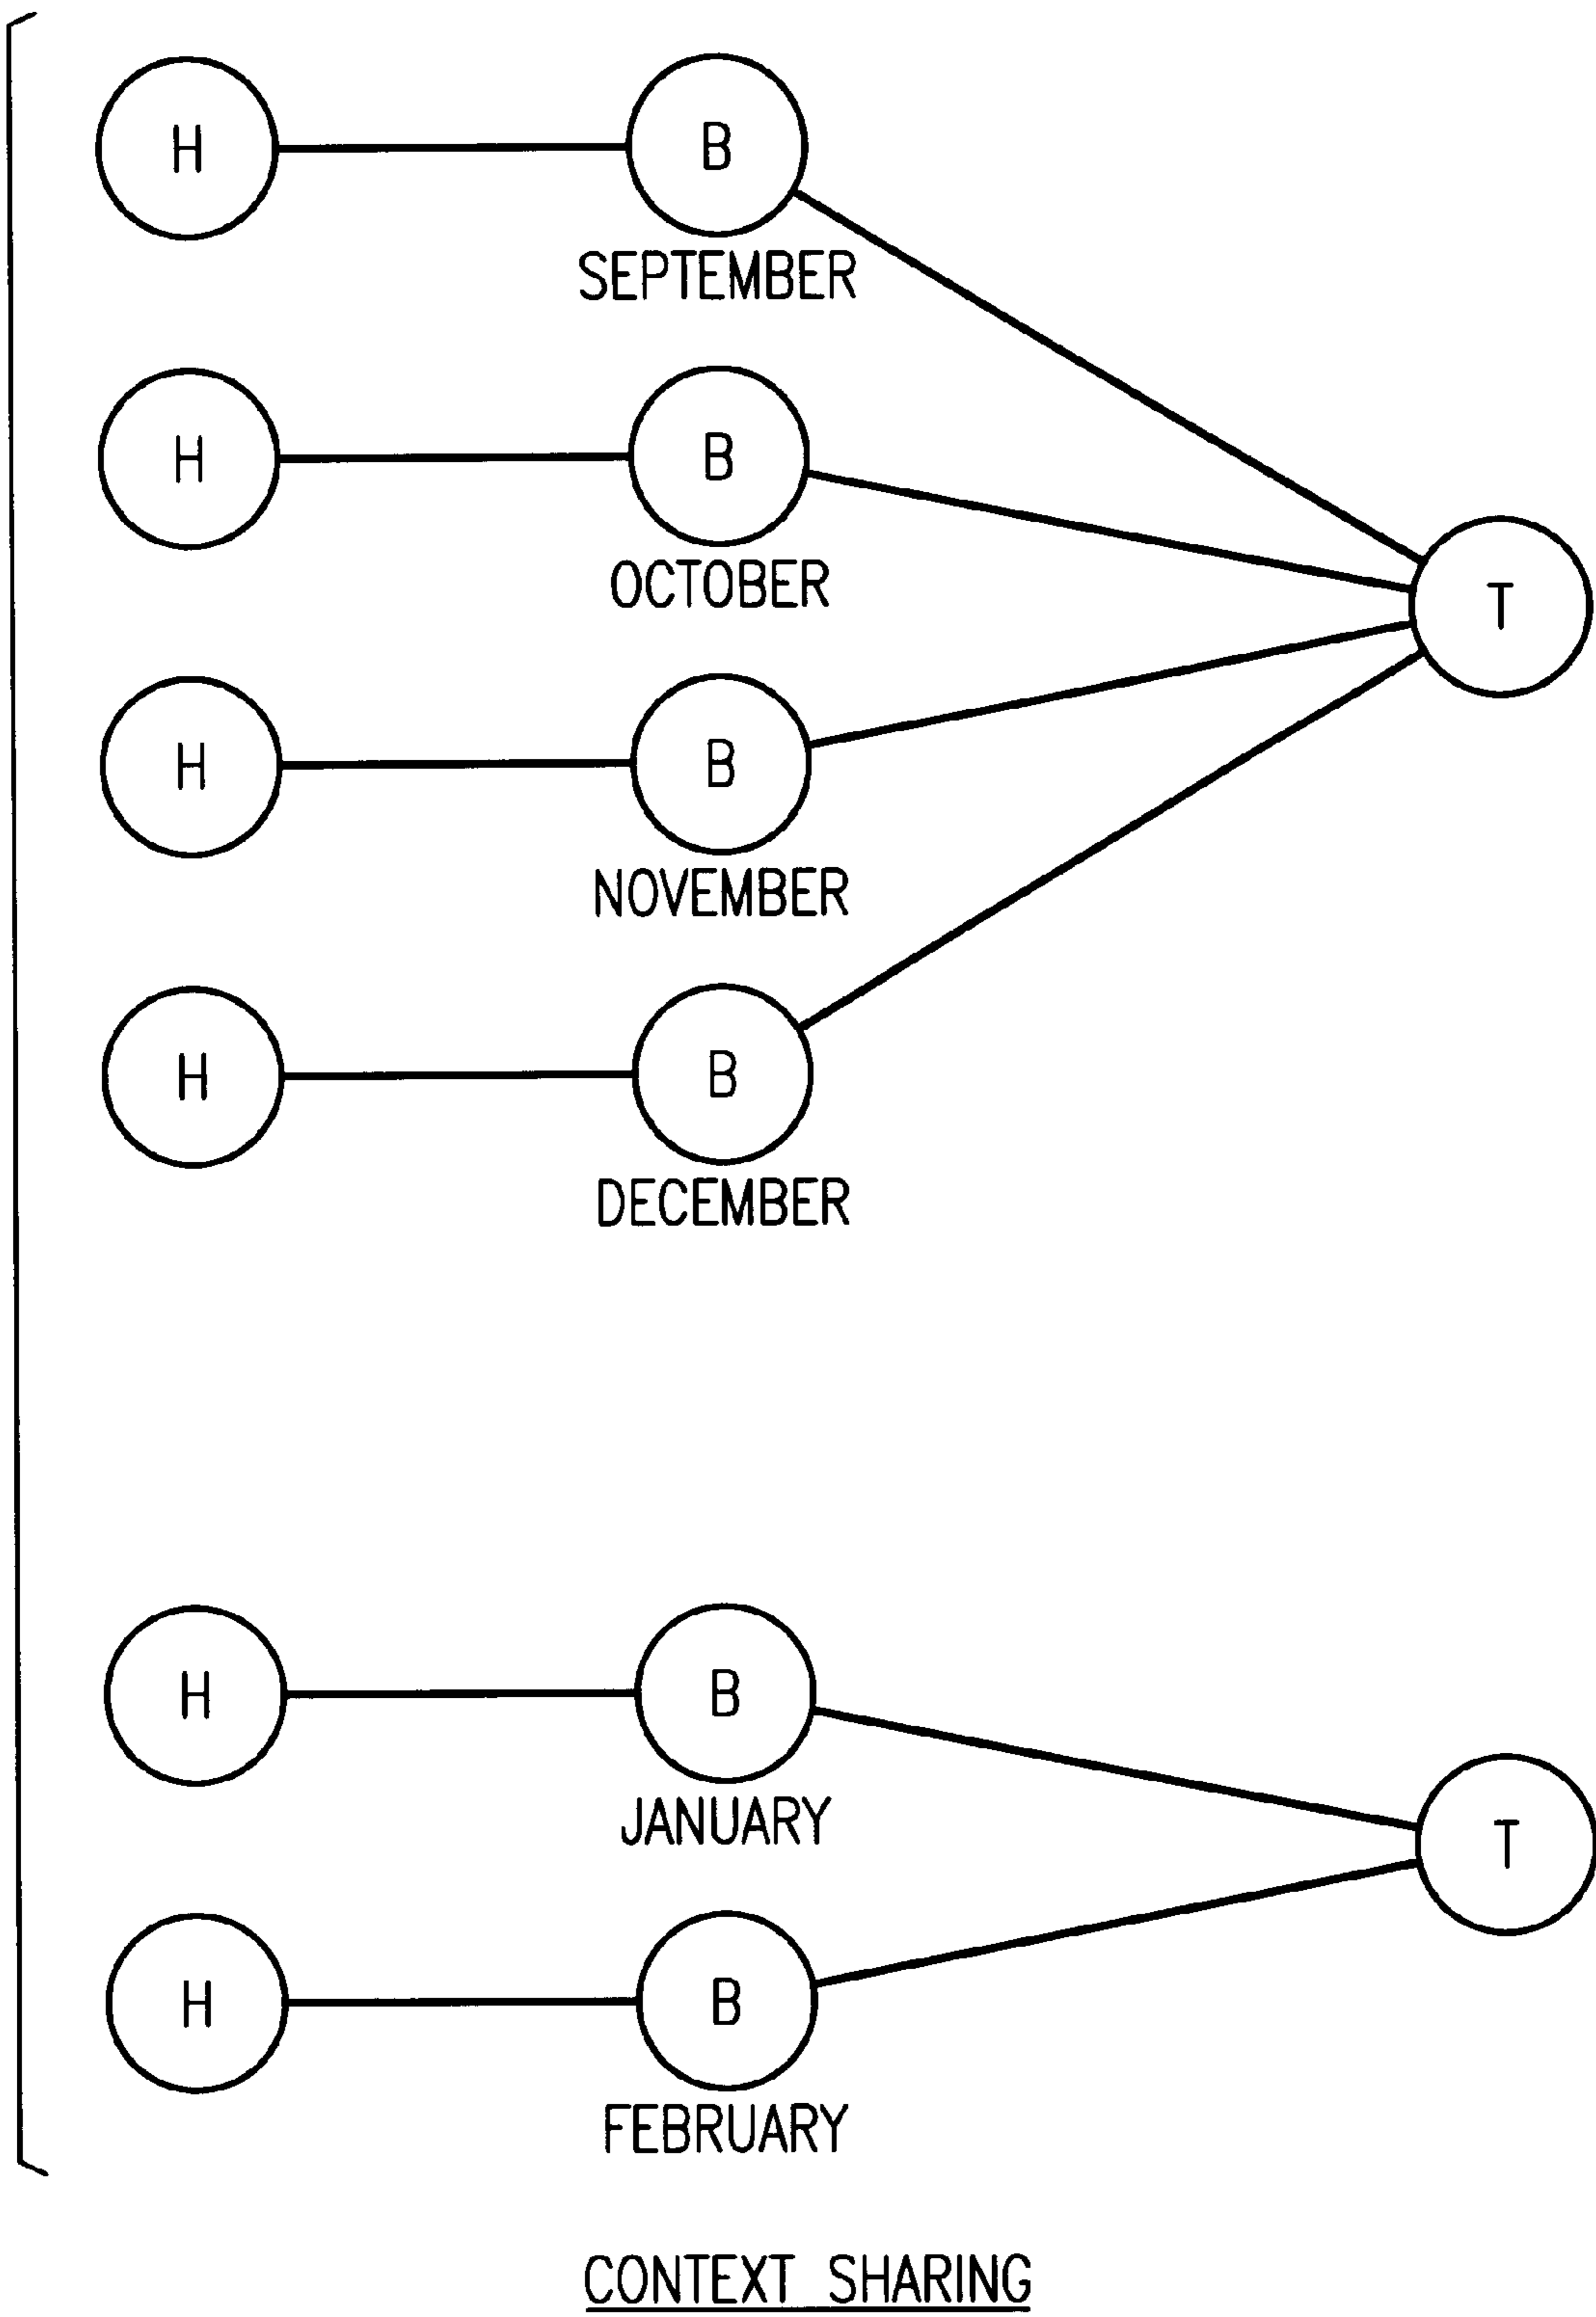 H B
SEPTEMBER
H B
OCTOBER
T
H B
NOVEMBER
H B
DECEMBER
H B
JANUARY
T
H B
FEBRUARY
CONTEXT SHARING